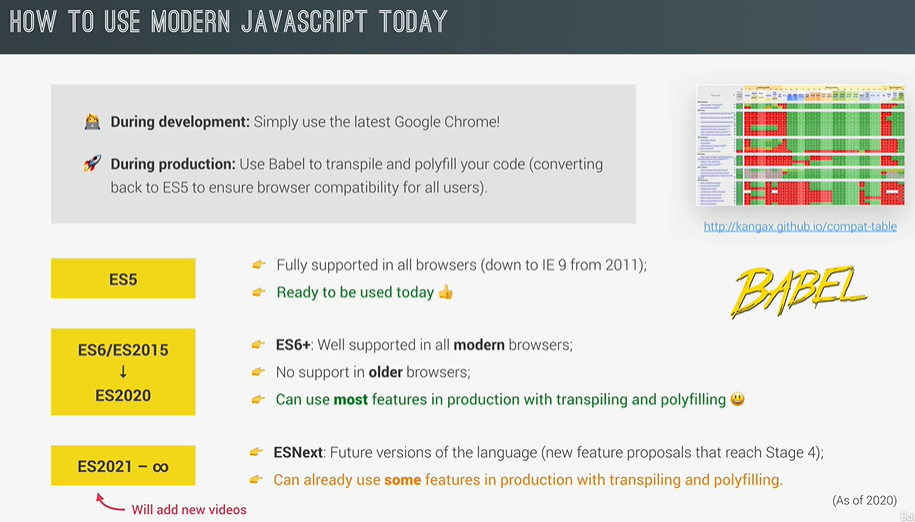 HOW TO USE MODERN JAVASCRIPT TODAY
During development: Simply use the latest Google Chrome!
During production: Use Babel to transpile and polyfill your code (converting
back to ES5 to ensure browser compatibility for all users).
http://kangax.github.io/compat-table
ES5
Fully supported in all browsers (down to IE 9 from 2011);
Ready to be used today 👍
BABEL
ES6/ES2015
↓
ES2020
ES6+: Well supported in all modern browsers;
No support in older browsers;
Can use most features in production with transpiling and polyfilling 😃
ES2021 – ∞
ESNext: Future versions of the language (new feature proposals that reach Stage 4);
Can already use some features in production with transpiling and polyfilling.
Will add new videos
(As of 2020)